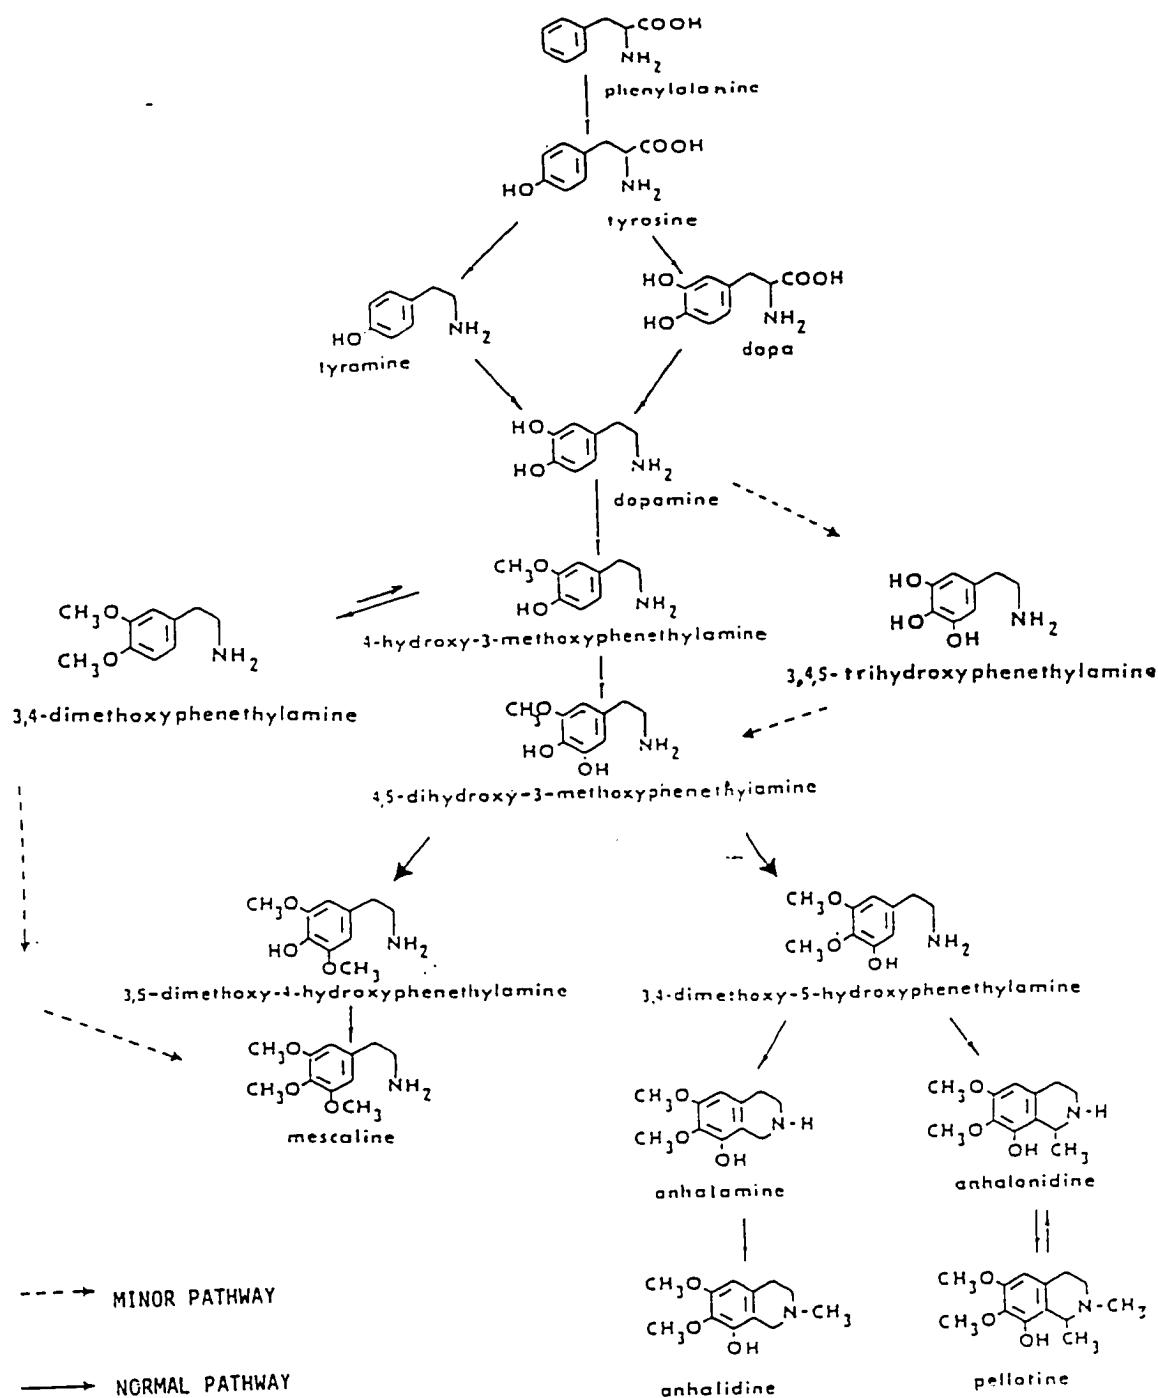 COOH
NH2
phenylalanine
COOH
HO
NH2
tyrosine
HO
NH2
tyramine
HO
HO
COOH
NH2
dopa
HO
HO
NH2
dopamine
CH3O
HO
NH2
4-hydroxy-3-methoxyphenethylamine
CH3O
CH3O
NH2
3,4-dimethoxyphenethylamine
HO
HO
OH
NH2
3,4,5-trihydroxyphenethylamine
CH3O
HO
OH
NH2
4,5-dihydroxy-3-methoxyphenethylamine
CH3O
HO
OCH3
NH2
3,5-dimethoxy-4-hydroxyphenethylamine
CH3O
CH3O
OH
NH2
3,4-dimethoxy-5-hydroxyphenethylamine
CH3O
CH3O
OCH3
NH2
mescaline
CH3O
CH3O
N-H
OH
anhalamine
CH3O
CH3O
N-H
OH CH3
anhalonidine
CH3O
CH3O
N-CH3
OH
anhalidine
CH3O
CH3O
N-CH3
OH CH3
pellotine
MINOR PATHWAY
NORMAL PATHWAY